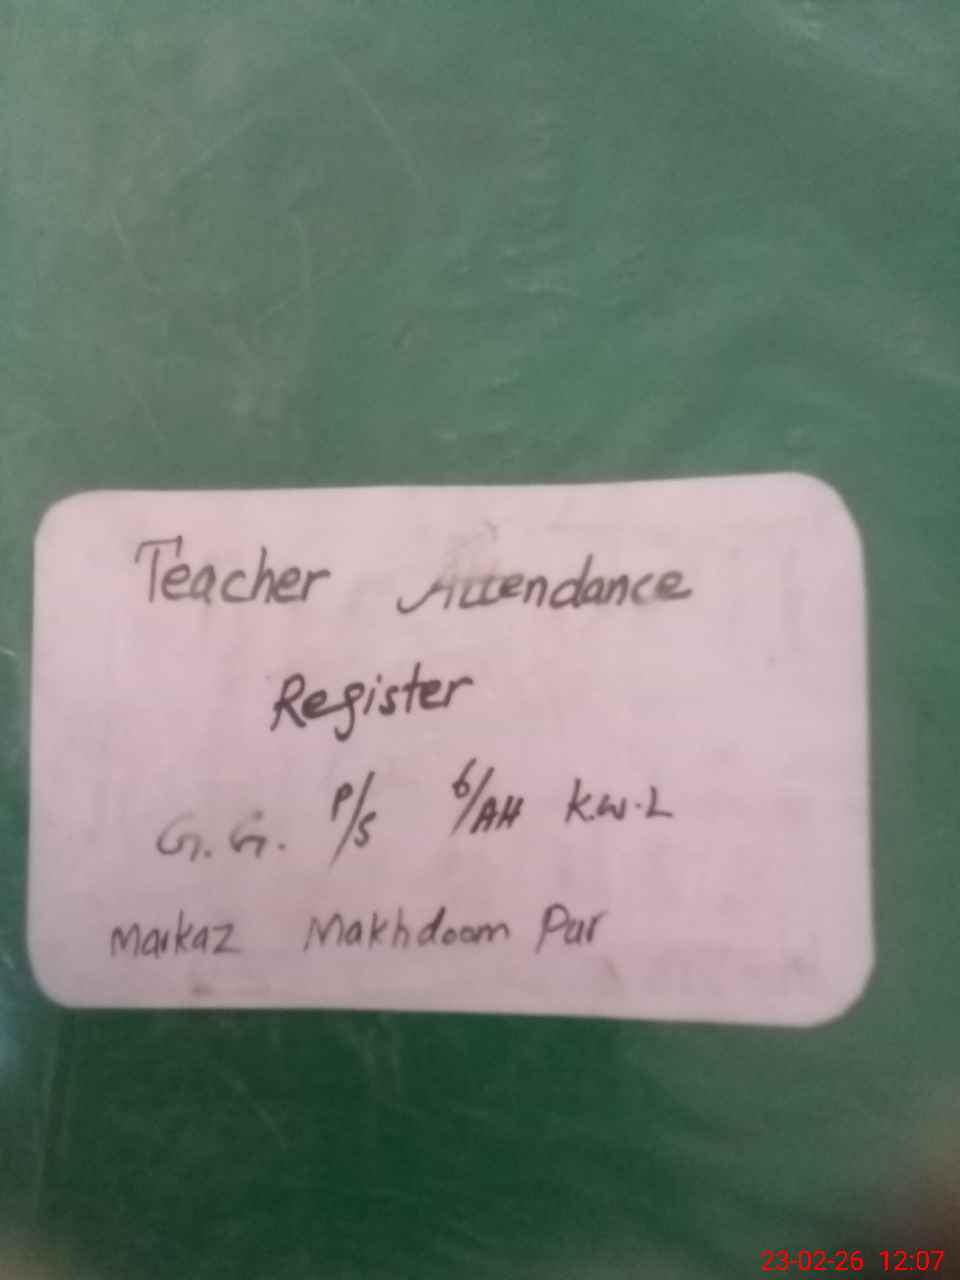 Teacher Attendance
Register
G.G. P/S 6/AH K.W.L
Markaz Makhdoom Pur
23-02-26 12:07